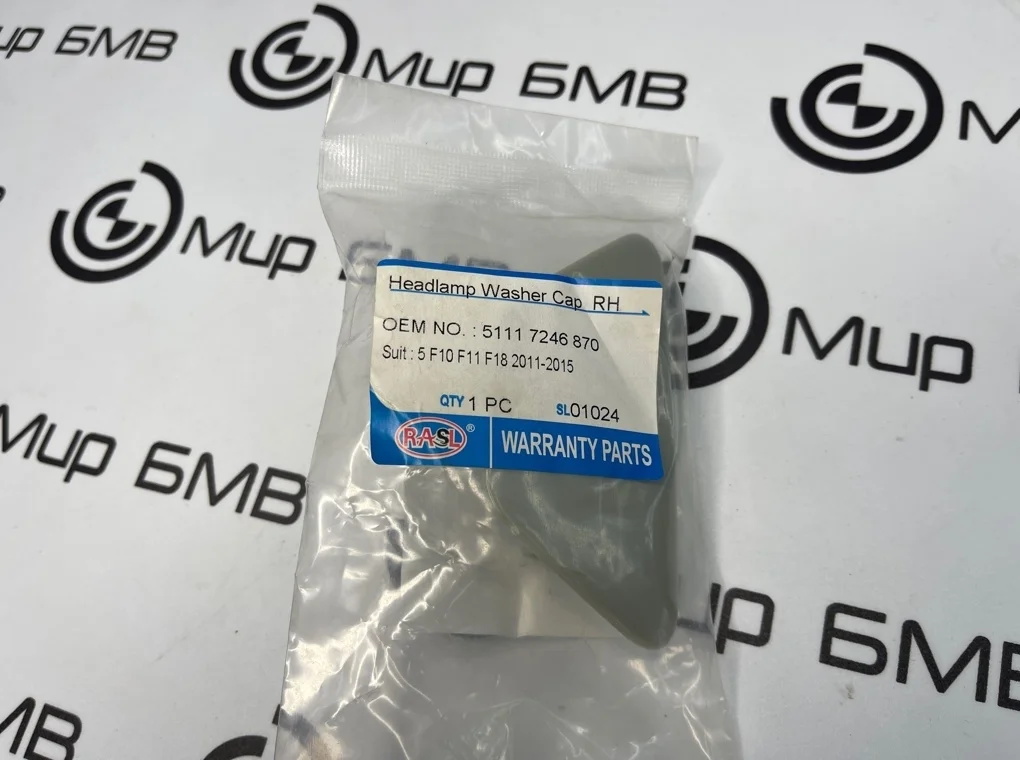 Мир БМВ
Мир БМВ
Мир
Headlamp Washer Cap RH
OEM NO. : 5111 7246 870
Suit : 5 F10 F11 F18 2011-2015
QTY 1 PC SL01024
RASL® WARRANTY PARTS
Мир
Мир БМВ
Мир БМВ
МВ